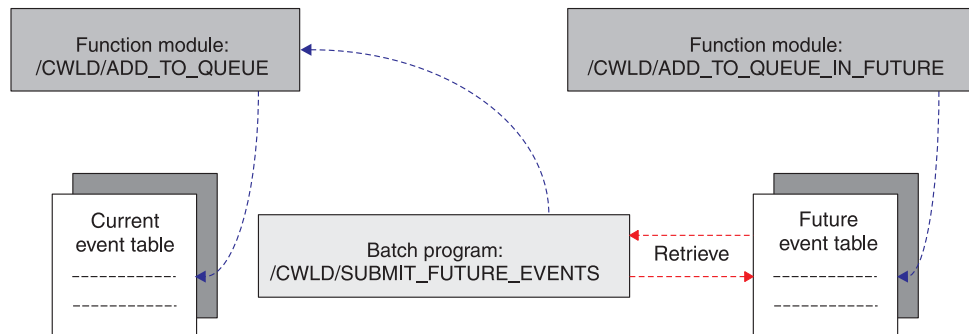 Function module:
/CWLD/ADD_TO_QUEUE
Function module:
/CWLD/ADD_TO_QUEUE_IN_FUTURE
Current
event table
Batch program:
/CWLD/SUBMIT_FUTURE_EVENTS
Retrieve
Future
event table